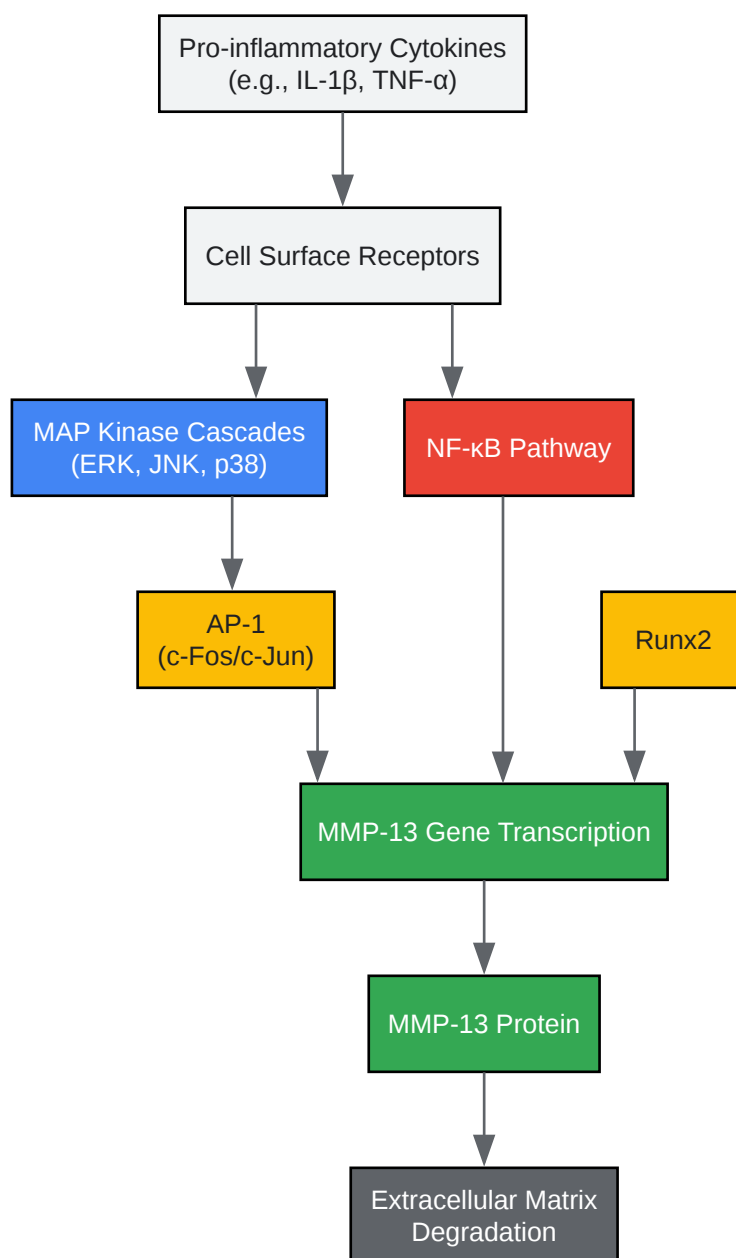 Pro-inflammatory Cytokines
(e.g., IL-1β, TNF-α)
Cell Surface Receptors
MAP Kinase Cascades
(ERK, JNK, p38)
NF-κB Pathway
AP-1
(c-Fos/c-Jun)
Runx2
MMP-13 Gene Transcription
MMP-13 Protein
Extracellular Matrix
Degradation